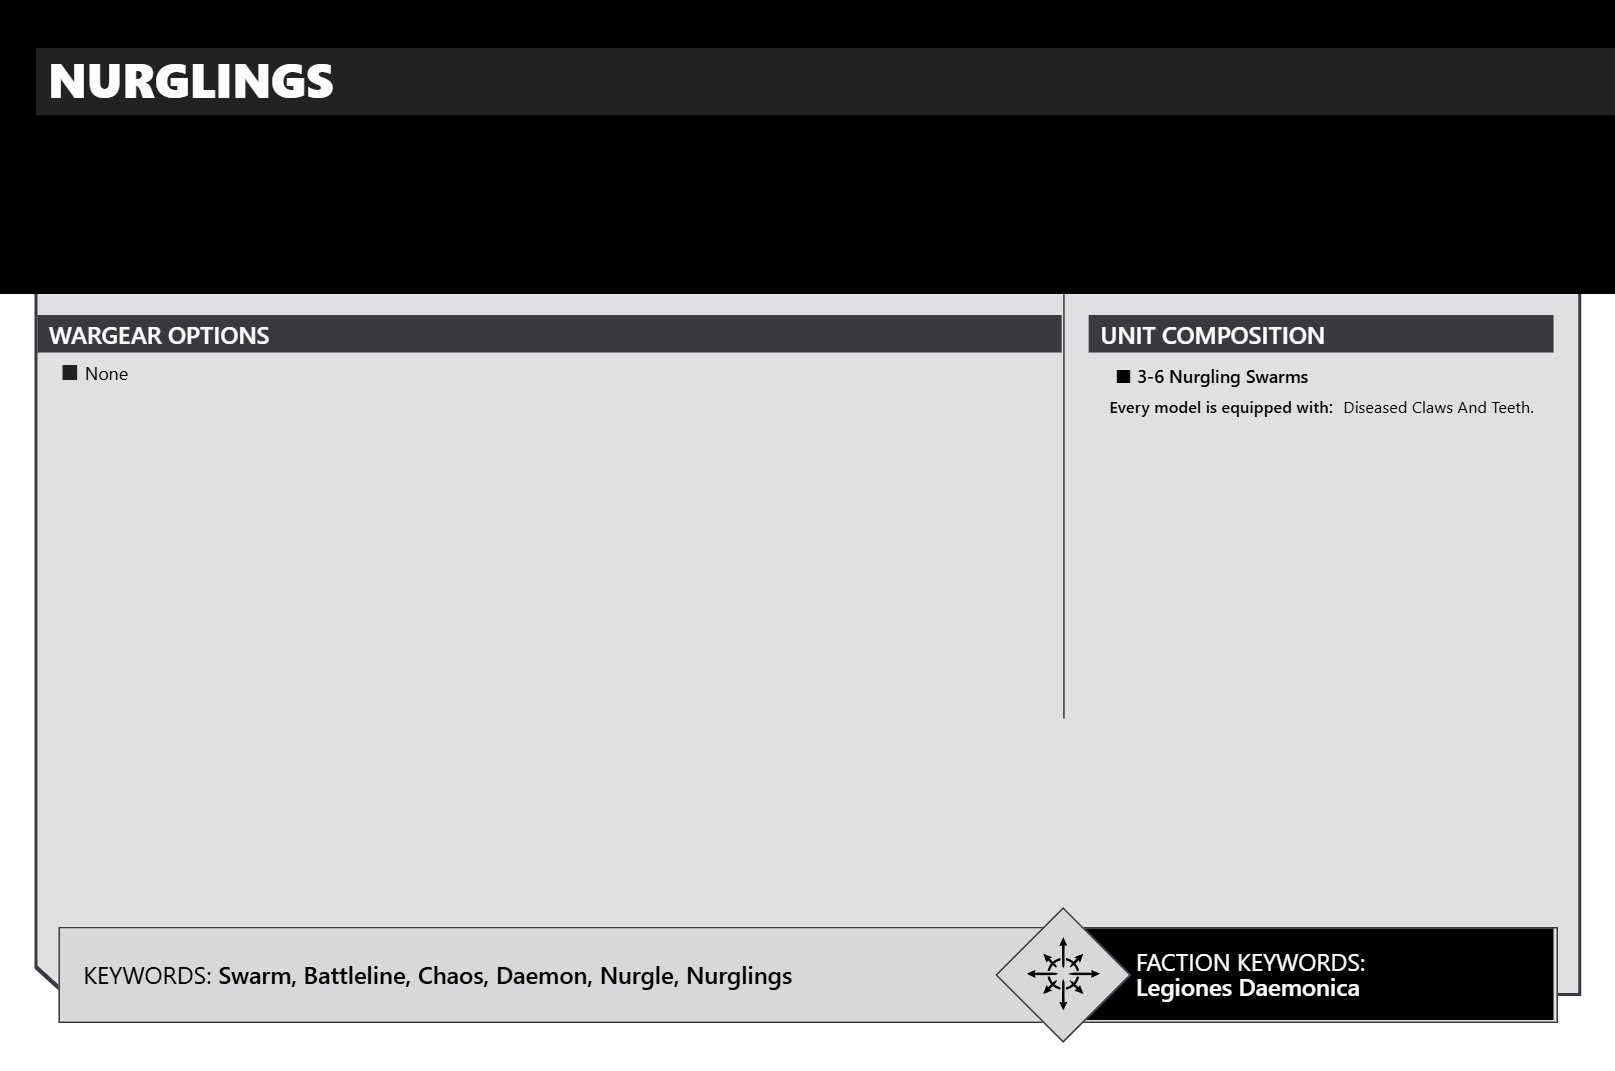 NURGLINGS
WARGEAR OPTIONS
■ None
UNIT COMPOSITION
■ 3-6 Nurgling Swarms
Every model is equipped with: Diseased Claws And Teeth.
KEYWORDS: Swarm, Battleline, Chaos, Daemon, Nurgle, Nurglings
FACTION KEYWORDS:
Legiones Daemonica